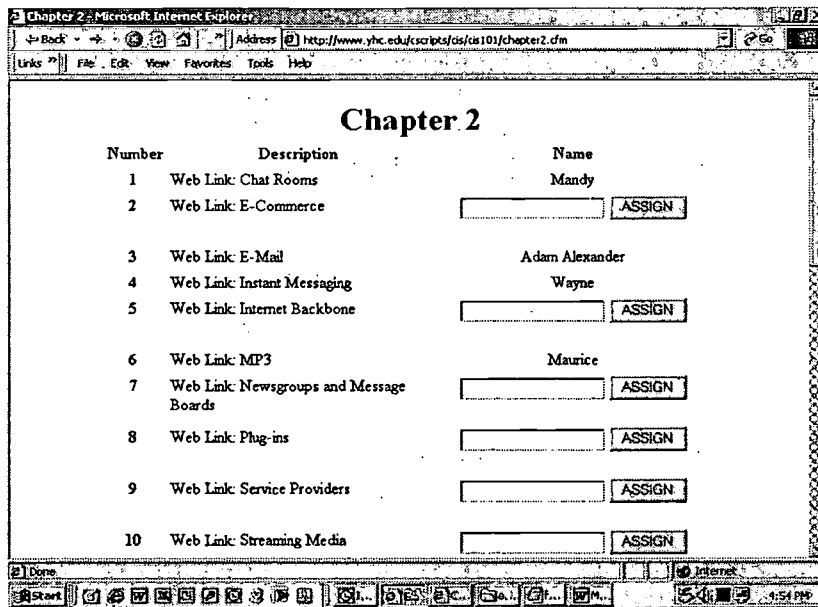 Chapter 2 - Microsoft Internet Explorer
Back Address http://www.yhc.edu/cscripts/cis/cis101/chapter2.cfm Go
Links File Edit View Favorites Tools Help
Chapter 2
Number Description Name
1 Web Link: Chat Rooms Mandy
2 Web Link: E-Commerce ASSIGN
3 Web Link: E-Mail Adam Alexander
4 Web Link: Instant Messaging Wayne
5 Web Link: Internet Backbone ASSIGN
6 Web Link: MP3 Maurice
7 Web Link: Newsgroups and Message ASSIGN
Boards
8 Web Link: Plug-ins ASSIGN
9 Web Link: Service Providers ASSIGN
10 Web Link: Streaming Media ASSIGN
Done Internet
Start 4:54 PM